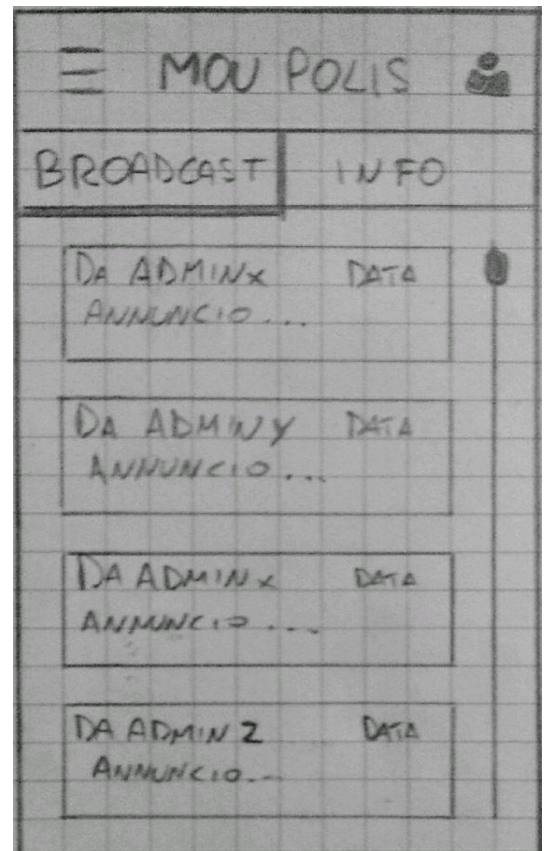 MOV POLIS
BROADCAST INFO
DA ADMINX DATA
ANNUNCIO...
DA ADMINY DATA
ANNUNCIO...
DA ADMINX DATA
ANNUNCIO...
DA ADMIN Z DATA
ANNUNCIO...